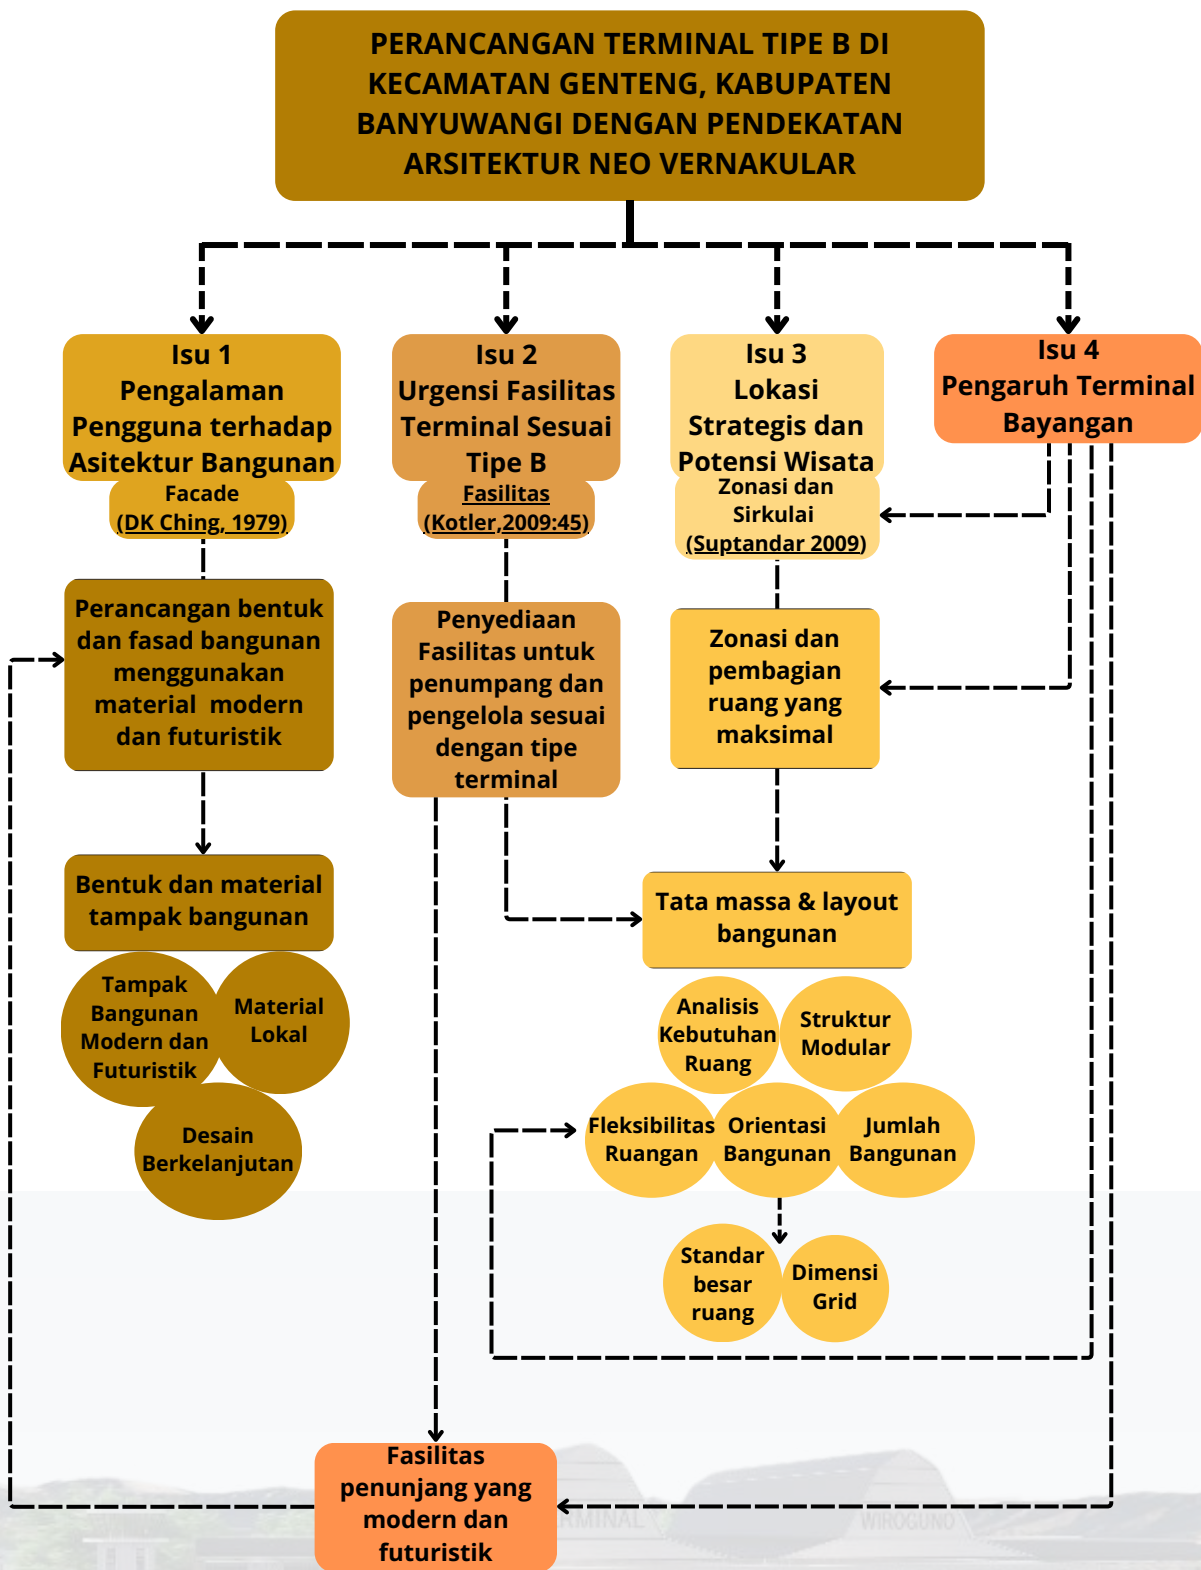 PERANCANGAN TERMINAL TIPE B DI
KECAMATAN GENTENG, KABUPATEN
BANYUWANGI DENGAN PENDEKATAN
ARSITEKTUR NEO VERNAKULAR
Isu 1
Pengalaman
Pengguna terhadap
Asitektur Bangunan
Facade
(DK Ching, 1979)
Perancangan bentuk
dan fasad bangunan
menggunakan
material modern
dan futuristik
Bentuk dan material
tampak bangunan
Tampak
Bangunan
Modern dan
Futuristik
Material
Lokal
Desain
Berkelanjutan
Isu 2
Urgensi Fasilitas
Terminal Sesuai
Tipe B
Fasilitas
(Kotler,2009:45)
Penyediaan
Fasilitas untuk
penumpang dan
pengelola sesuai
dengan tipe
terminal
Isu 3
Lokasi
Strategis dan
Potensi Wisata
Zonasi dan
Sirkulai
(Suptandar 2009)
Zonasi dan
pembagian
ruang yang
maksimal
Tata massa & layout
bangunan
Analisis
Kebutuhan
Ruang
Struktur
Modular
Fleksibilitas
Ruangan
Orientasi
Bangunan
Jumlah
Bangunan
Standar
besar
ruang
Dimensi
Grid
Isu 4
Pengaruh Terminal
Bayangan
Fasilitas
penunjang yang
modern dan
futuristik
WIROGUNO